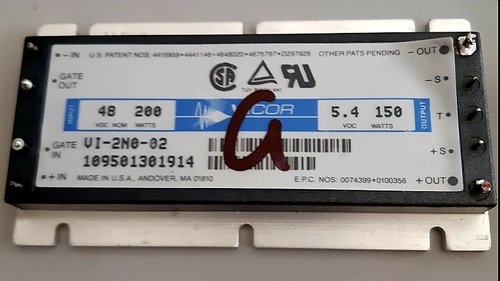 - IN U.S. PATENT NOS: 4415959 • 4441146 • 4648020 • 4675797 • D297928 OTHER PATS PENDING - OUT
GATE OUT
- S
INPUT
48 200
VDC NOM WATTS
VICOR
5.4 150
VDC WATTS
OUTPUT
T
GATE IN
VI-2N0-02
109501301914
G
+ S
+ IN MADE IN U.S.A., ANDOVER, MA 01810 E.P.C. NOS: 0074399 • 0100356 + OUT